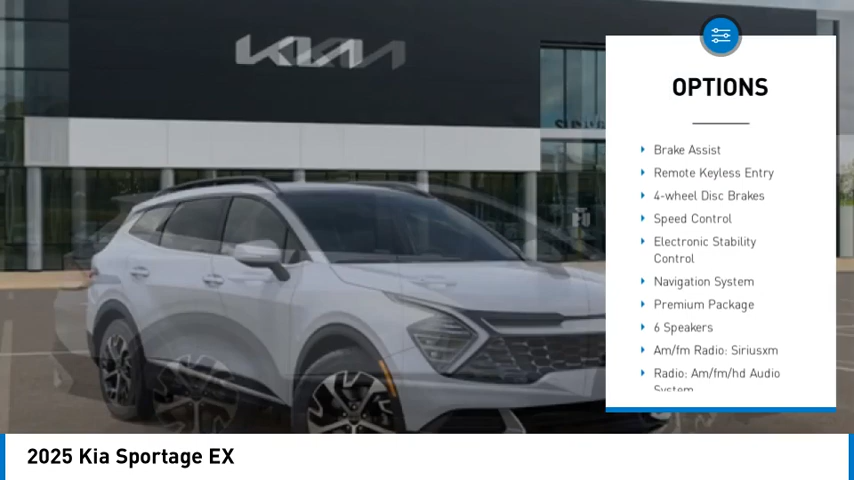 KIA
OPTIONS
Brake Assist
Remote Keyless Entry
4-wheel Disc Brakes
Speed Control
Electronic Stability
Control
Navigation System
Premium Package
6 Speakers
Am/fm Radio: Siriusxm
Radio: Am/fm/hd Audio
System
2025 Kia Sportage EX